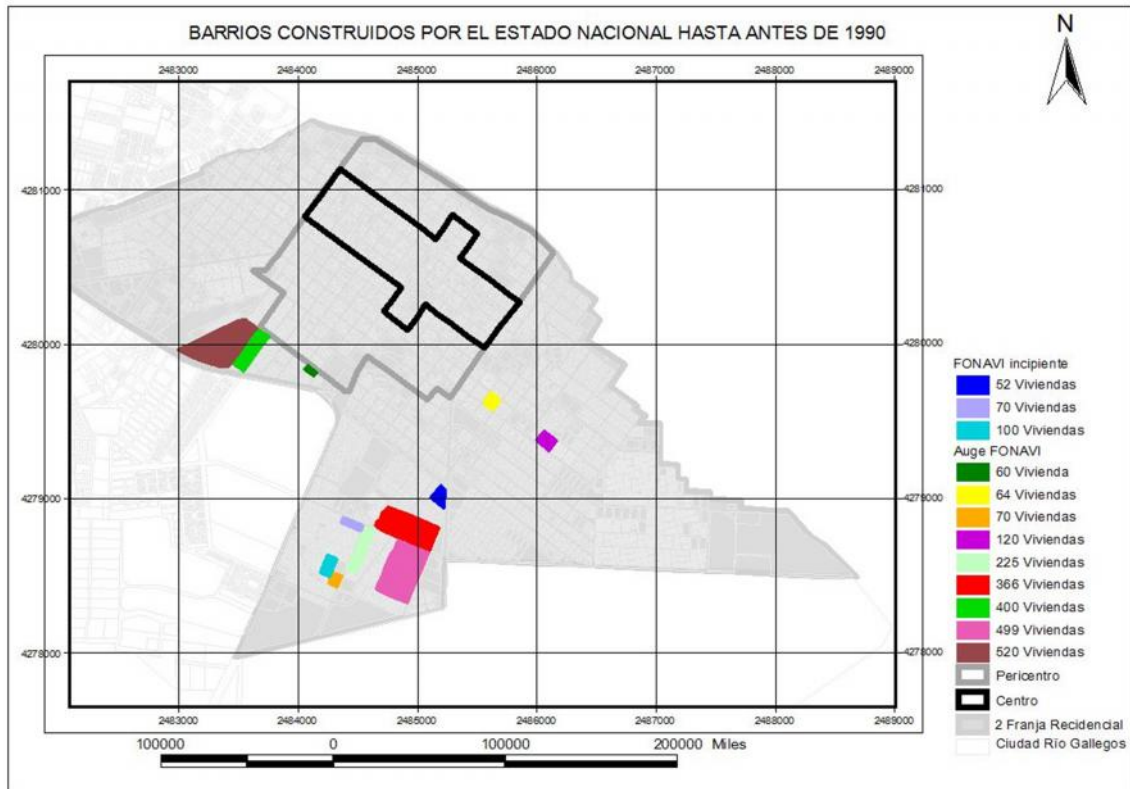 BARRIOS CONSTRUIDOS POR EL ESTADO NACIONAL HASTA ANTES DE 1990
N
2483000 2484000 2485000 2486000 2487000 2488000 2489000
4281000 4281000
4280000 4280000
4279000 4279000
4278000 4278000
2483000 2484000 2485000 2486000 2487000 2488000 2489000
FONAVI incipiente
52 Viviendas
70 Viviendas
100 Viviendas
Auge FONAVI
60 Vivienda
64 Viviendas
70 Viviendas
120 Viviendas
225 Viviendas
366 Viviendas
400 Viviendas
499 Viviendas
520 Viviendas
Pericentro
Centro
2 Franja Recidencial
Ciudad Río Gallegos
100000 0 100000 200000 Miles